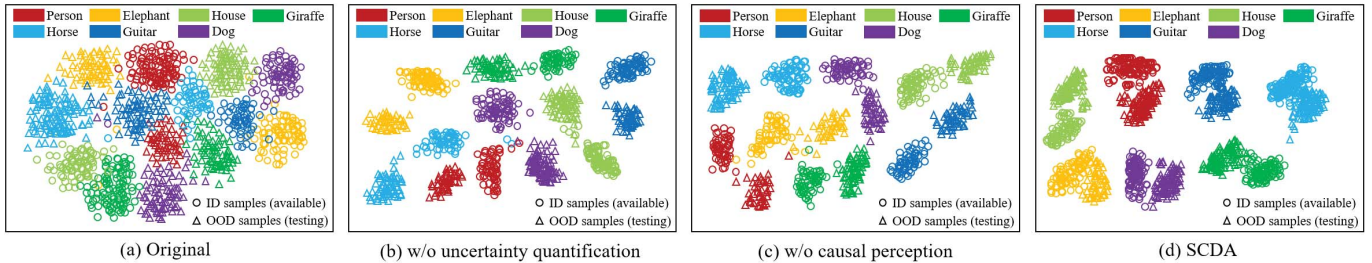 Person Elephant House Giraffe
Horse Guitar Dog
ID samples (available)
OOD samples (testing)
(a) Original
Person Elephant House Giraffe
Horse Guitar Dog
ID samples (available)
OOD samples (testing)
(b) w/o uncertainty quantification
Person Elephant House Giraffe
Horse Guitar Dog
ID samples (available)
OOD samples (testing)
(c) w/o causal perception
Person Elephant House Giraffe
Horse Guitar Dog
ID samples (available)
OOD samples (testing)
(d) SCDA